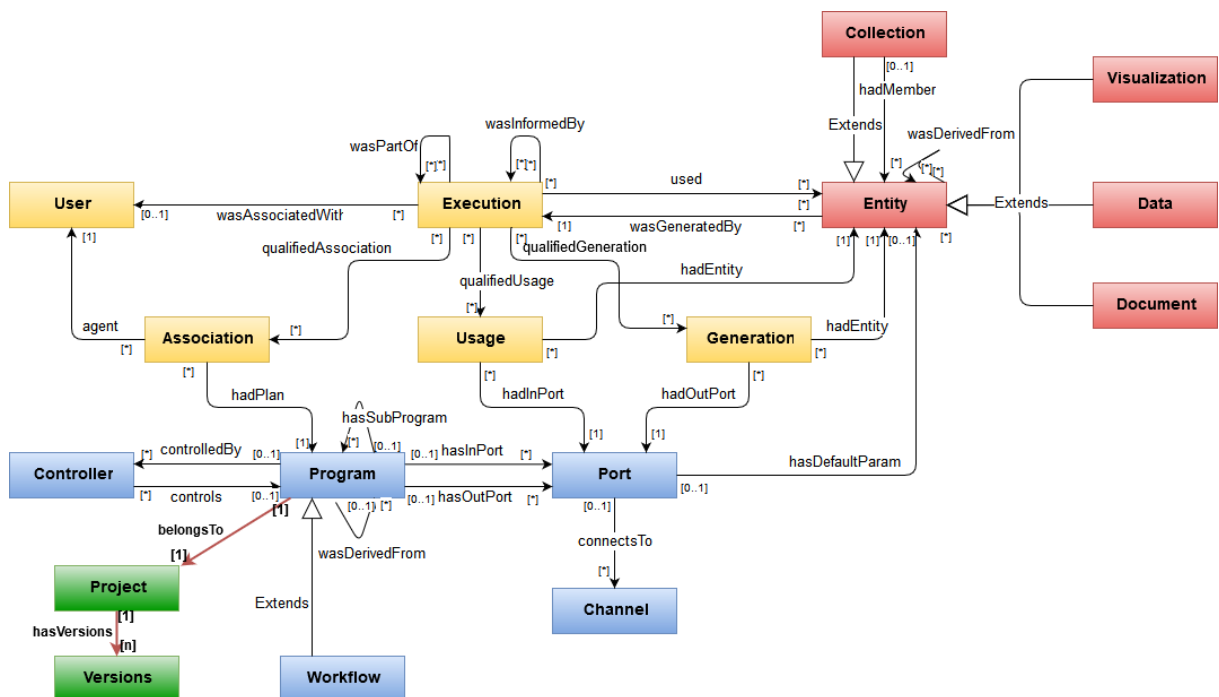 Collection
[0..1]
hadMember
Visualization
Extends
wasDerivedFrom
wasInformedBy
wasPartOf
[*]
[*]
[*]
[*]
[*]
[*]
[*]
User
Execution
[*]
used
[*]
Entity
Extends
Data
[0..1]
wasAssociatedWith
[*]
[*]
[1]
wasGeneratedBy
[*]
[1]
[*]
[*]
[*]
[1]
[1]
[0..1]
[*]
qualifiedAssociation
qualifiedGeneration
qualifiedUsage
hadEntity
Document
agent
[*]
[*]
[*]
Association
Usage
Generation
hadEntity
[*]
[*]
[*]
[*]
[*]
[*]
hadPlan
hadInPort
hadOutPort
hasSubProgram
[1]
[*]
[1]
[1]
[*]
controlledBy
[0..1]
[0..1]
[0..1]
hasInPort
[*]
Controller
Program
Port
hasDefaultParam
[*]
controls
[0..1]
[0..1]
[*]
[0..1]
hasOutPort
[*]
[0..1]
[0..1]
[1]
belongsTo
connectsTo
wasDerivedFrom
[1]
[*]
Project
Channel
Extends
[1]
hasVersions
[n]
Versions
Workflow